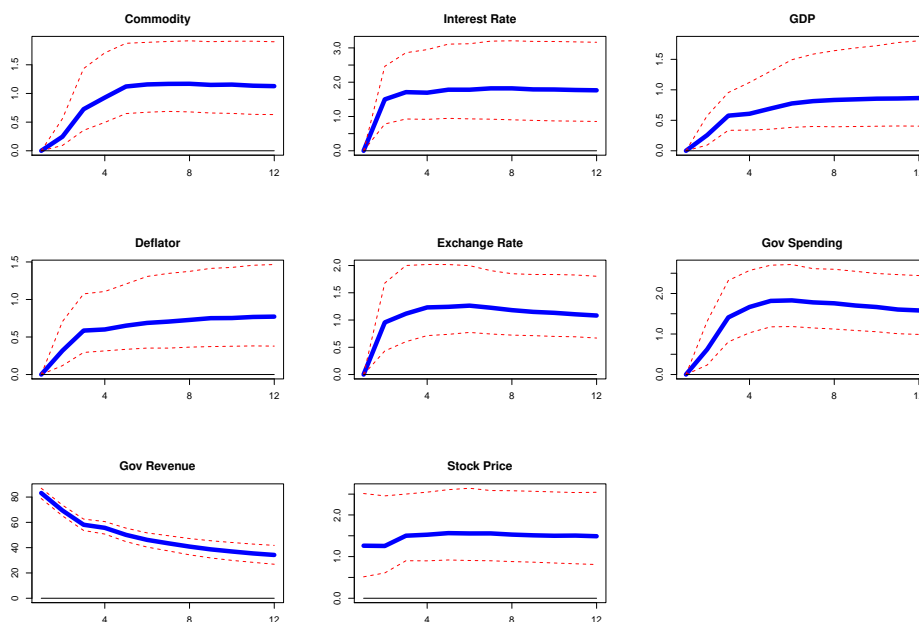 Commodity
0.0 0.5 1.0 1.5
4 8 12
Interest Rate
0.0 1.0 2.0 3.0
4 8 12
GDP
0.0 0.5 1.0 1.5
4 8
Deflator
0.0 0.5 1.0 1.5
4 8 12
Exchange Rate
0.0 0.5 1.0 1.5 2.0
4 8 12
Gov Spending
0.0 1.0 2.0
4 8
Gov Revenue
0 20 40 60 80
4 8 12
Stock Price
0.0 1.0 2.0
4 8 12